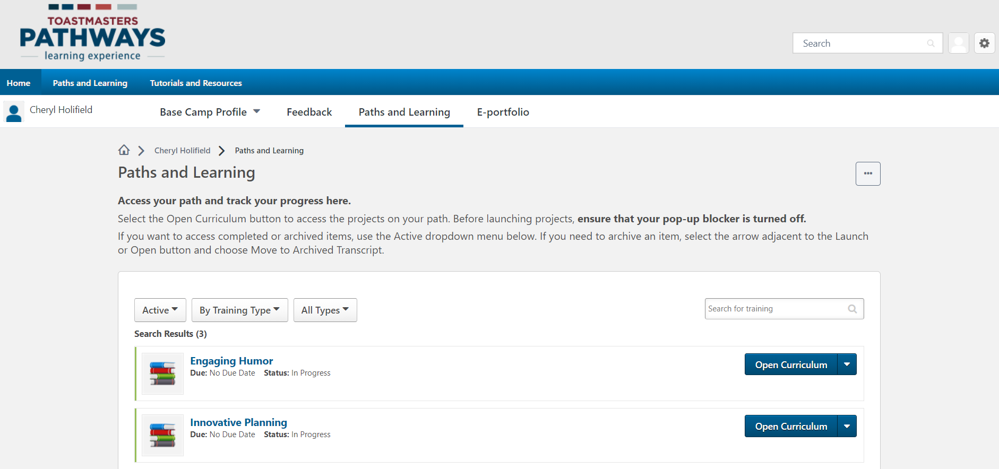 TOASTMASTERS
PATHWAYS
learning experience
Search
Home Paths and Learning Tutorials and Resources
Cheryl Holifield Base Camp Profile Feedback Paths and Learning E-portfolio
Cheryl Holifield Paths and Learning
Paths and Learning
Access your path and track your progress here.
Select the Open Curriculum button to access the projects on your path. Before launching projects, ensure that your pop-up blocker is turned off.
If you want to access completed or archived items, use the Active dropdown menu below. If you need to archive an item, select the arrow adjacent to the Launch
or Open button and choose Move to Archived Transcript.
Active By Training Type All Types Search for training
Search Results (3)
Engaging Humor
Due: No Due Date Status: In Progress
Open Curriculum
Innovative Planning
Due: No Due Date Status: In Progress
Open Curriculum